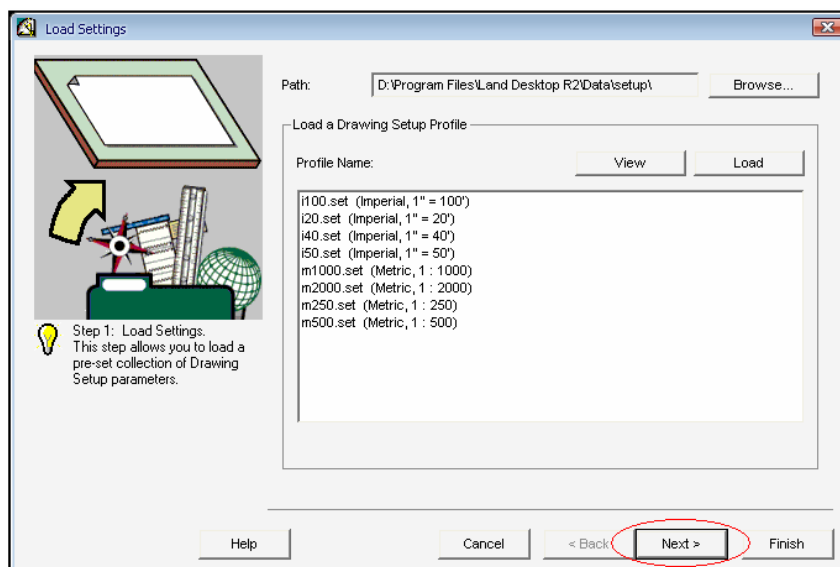 Load Settings
Path: D:\Program Files\Land Desktop R2\Data\setup\ Browse...
Load a Drawing Setup Profile
Profile Name: View Load
i100.set (Imperial, 1" = 100')
i20.set (Imperial, 1" = 20')
i40.set (Imperial, 1" = 40')
i50.set (Imperial, 1" = 50')
m1000.set (Metric, 1 : 1000)
m2000.set (Metric, 1 : 2000)
m250.set (Metric, 1 : 250)
m500.set (Metric, 1 : 500)
Step 1: Load Settings.
This step allows you to load a
pre-set collection of Drawing
Setup parameters.
Help Cancel < Back Next > Finish